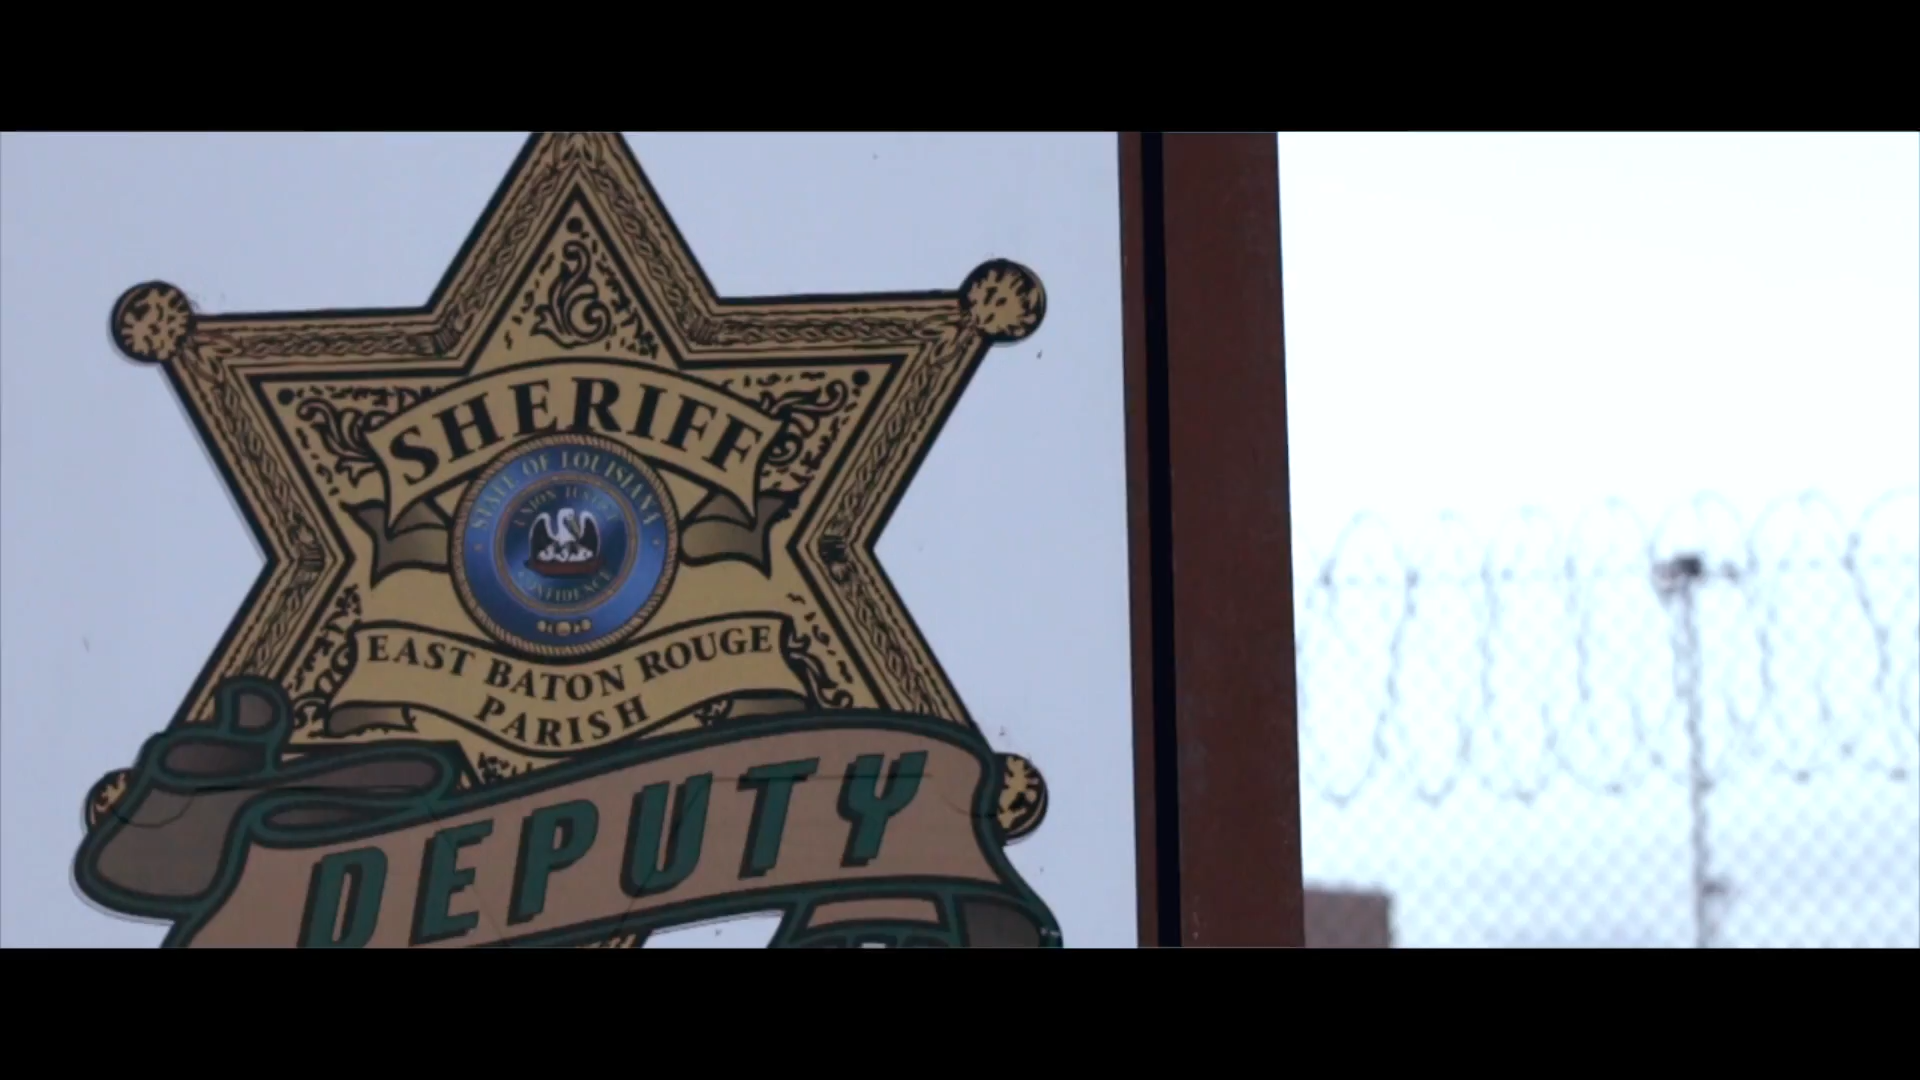 SHERIFF
STATE OF LOUISIANA
UNION JUSTICE
CONFIDENCE
EAST BATON ROUGE
PARISH
DEPUTY